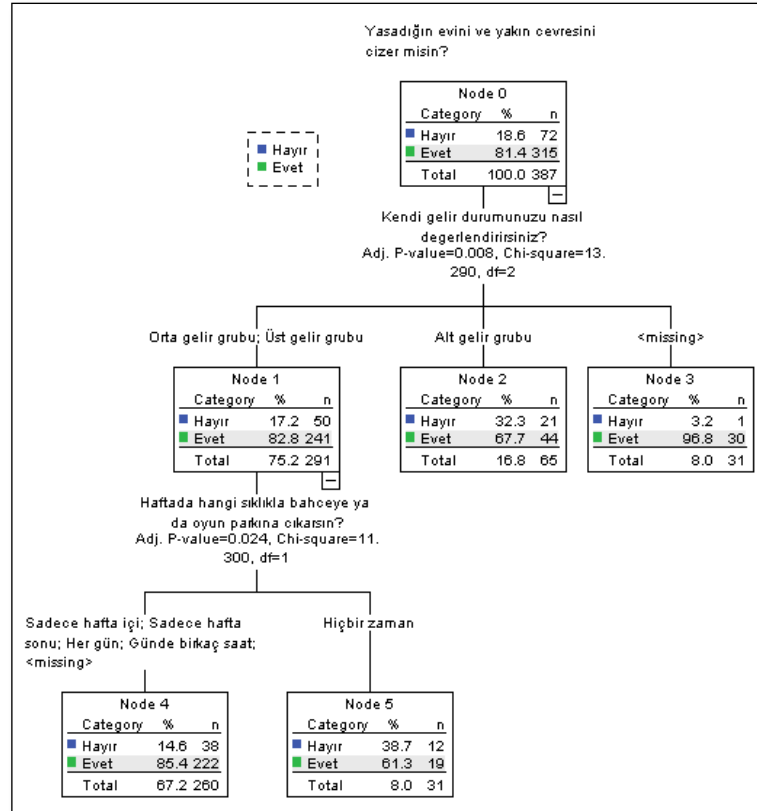 Yasadığın evini ve yakın cevresini
cizer misin?
Node 0
Category % n
Hayır 18.6 72
Evet 81.4 315
Total 100.0 387
Hayır
Evet
Kendi gelir durumunuzu nasıl
degerlendirirsiniz?
Adj. P-value=0.008, Chi-square=13.
290, df=2
Orta gelir grubu; Üst gelir grubu
Alt gelir grubu
<missing>
Node 1
Category % n
Hayır 17.2 50
Evet 82.8 241
Total 75.2 291
Node 2
Category % n
Hayır 32.3 21
Evet 67.7 44
Total 16.8 65
Node 3
Category % n
Hayır 3.2 1
Evet 96.8 30
Total 8.0 31
Haftada hangi sıklıkla bahceye ya
da oyun parkına cıkarsın?
Adj. P-value=0.024, Chi-square=11.
300, df=1
Sadece hafta içi; Sadece hafta
sonu; Her gün; Günde birkaç saat;
<missing>
Hiçbir zaman
Node 4
Category % n
Hayır 14.6 38
Evet 85.4 222
Total 67.2 260
Node 5
Category % n
Hayır 38.7 12
Evet 61.3 19
Total 8.0 31